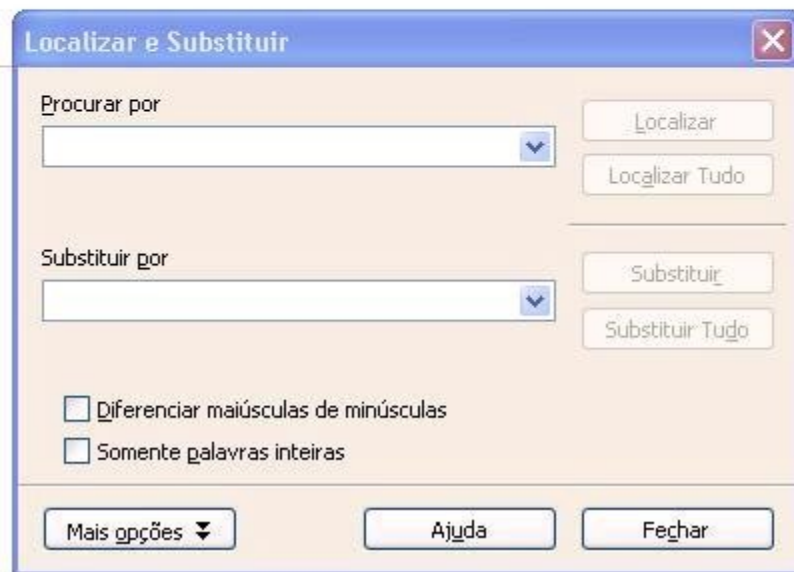 Localizar e Substituir
Procurar por
Localizar
Localizar Tudo
Substituir por
Substituir
Substituir Tudo
Diferenciar maiúsculas de minúsculas
Somente palavras inteiras
Mais opções
Ajuda
Fechar